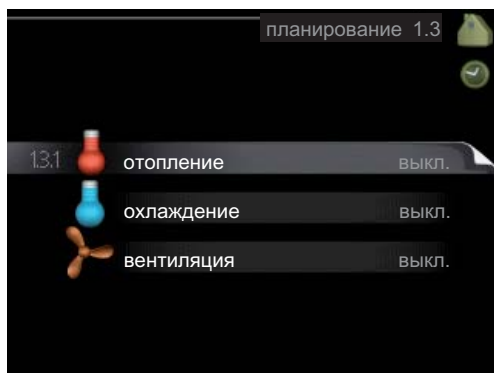 планирование 1.3
1.3.1 отопление выкл.
охлаждение выкл.
вентиляция выкл.